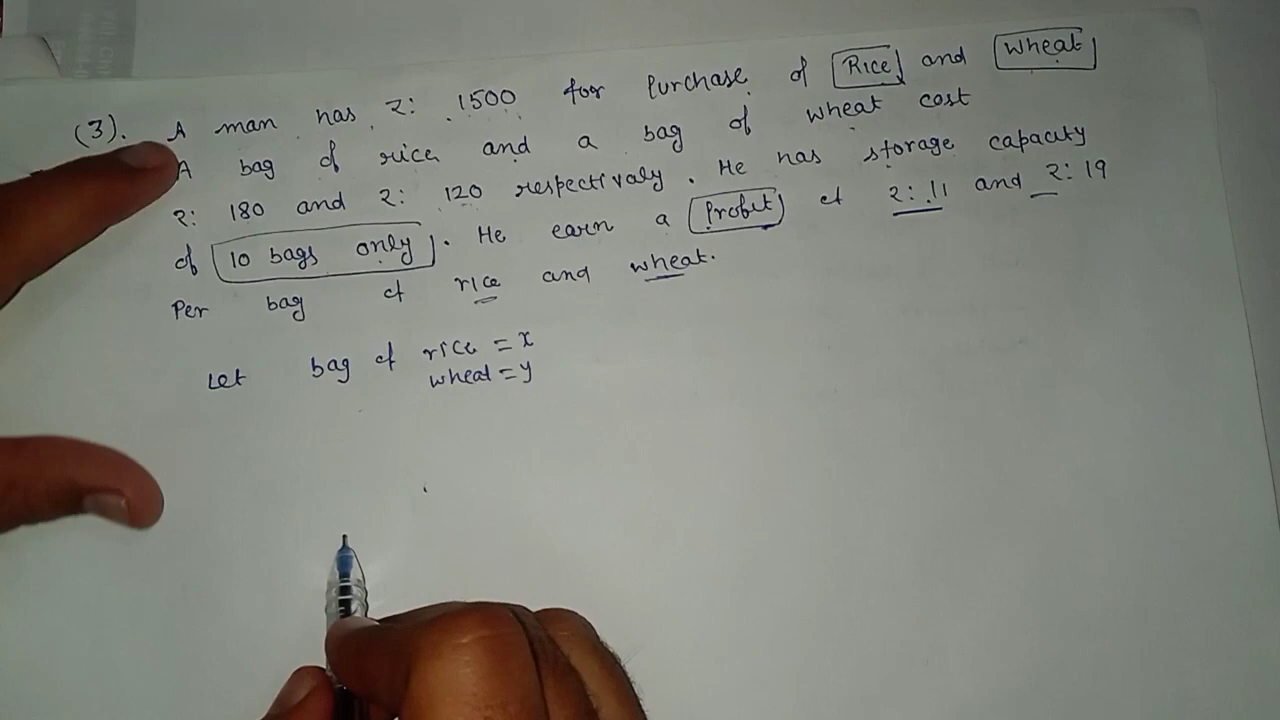 (3). A man has ₹: 1500 for Purchase of Rice and Wheat
A bag of rice and a bag of wheat cost
₹: 180 and ₹: 120 respectivaly. He has storage capacity
of 10 bags only. He earn a Profit of ₹: 11 and ₹: 19
Per bag of rice and wheat.
Let bag of rice = x
wheat = y